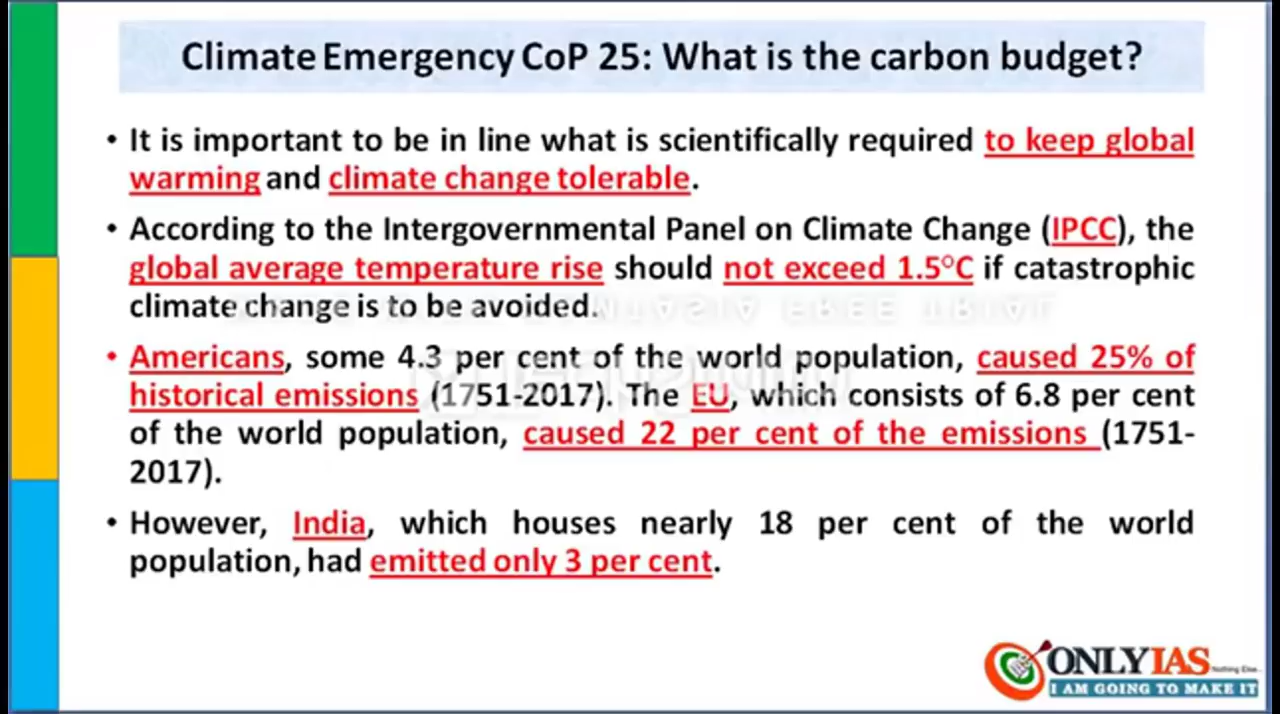 Climate Emergency CoP 25: What is the carbon budget?
• It is important to be in line what is scientifically required to keep global
warming and climate change tolerable.
• According to the Intergovernmental Panel on Climate Change (IPCC), the
global average temperature rise should not exceed 1.5°C if catastrophic
climate change is to be avoided.
• Americans, some 4.3 per cent of the world population, caused 25% of
historical emissions (1751-2017). The EU, which consists of 6.8 per cent
of the world population, caused 22 per cent of the emissions (1751-
2017).
• However, India, which houses nearly 18 per cent of the world
population, had emitted only 3 per cent.
ONLYIAS
Nothing Else..
I AM GOING TO MAKE IT